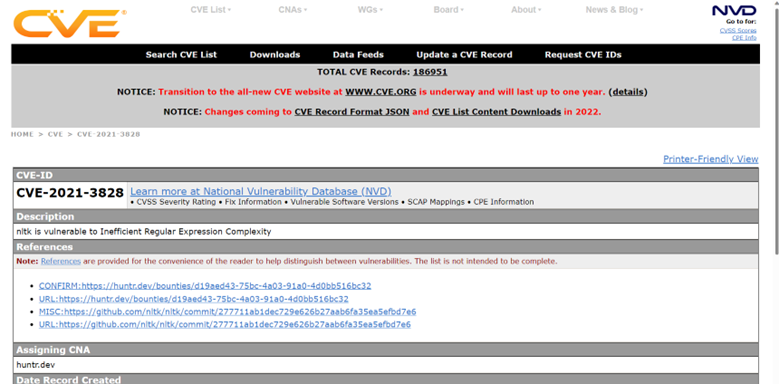 CVE®
CVE List▾ CNAs▾ WGs▾ Board▾ About▾ News & Blog▾
NVD
Go to for:
CVSS Scores
CPE Info
Search CVE List Downloads Data Feeds Update a CVE Record Request CVE IDs
TOTAL CVE Records: 186951
NOTICE: Transition to the all-new CVE website at WWW.CVE.ORG is underway and will last up to one year. (details)
NOTICE: Changes coming to CVE Record Format JSON and CVE List Content Downloads in 2022.
HOME > CVE > CVE-2021-3828
Printer-Friendly View
CVE-ID
CVE-2021-3828 Learn more at National Vulnerability Database (NVD)
• CVSS Severity Rating • Fix Information • Vulnerable Software Versions • SCAP Mappings • CPE Information
Description
nltk is vulnerable to Inefficient Regular Expression Complexity
References
Note: References are provided for the convenience of the reader to help distinguish between vulnerabilities. The list is not intended to be complete.
• CONFIRM:https://huntr.dev/bounties/d19aed43-75bc-4a03-91a0-4d0bb516bc32
• URL:https://huntr.dev/bounties/d19aed43-75bc-4a03-91a0-4d0bb516bc32
• MISC:https://github.com/nltk/nltk/commit/277711ab1dec729e626b27aab6fa35ea5efbd7e6
• URL:https://github.com/nltk/nltk/commit/277711ab1dec729e626b27aab6fa35ea5efbd7e6
Assigning CNA
huntr.dev
Date Record Created